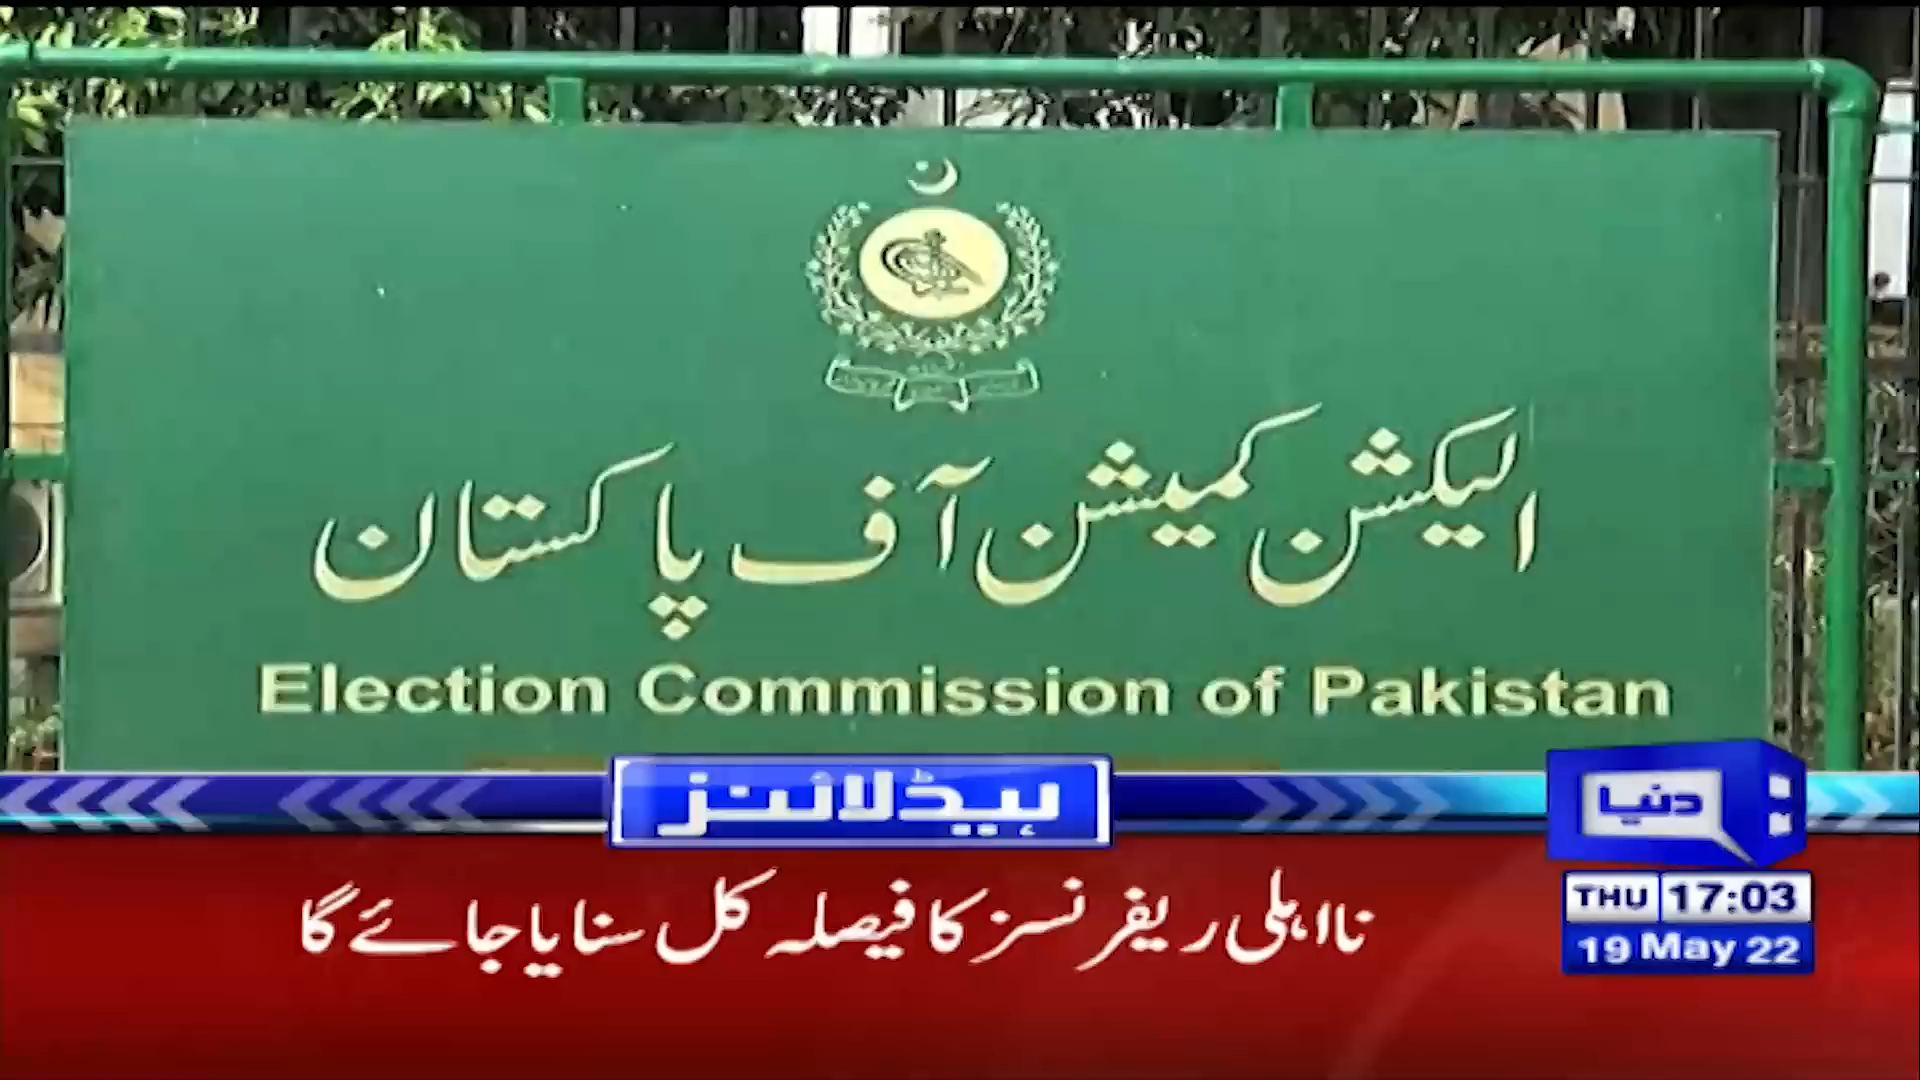 الیکشن کمیشن آف پاکستان
Election Commission of Pakistan
ہیڈلائنز
دنیا
نااہلی ریفرنسز کا فیصلہ کل سنایا جائے گا
THU 17:03
19 May 22